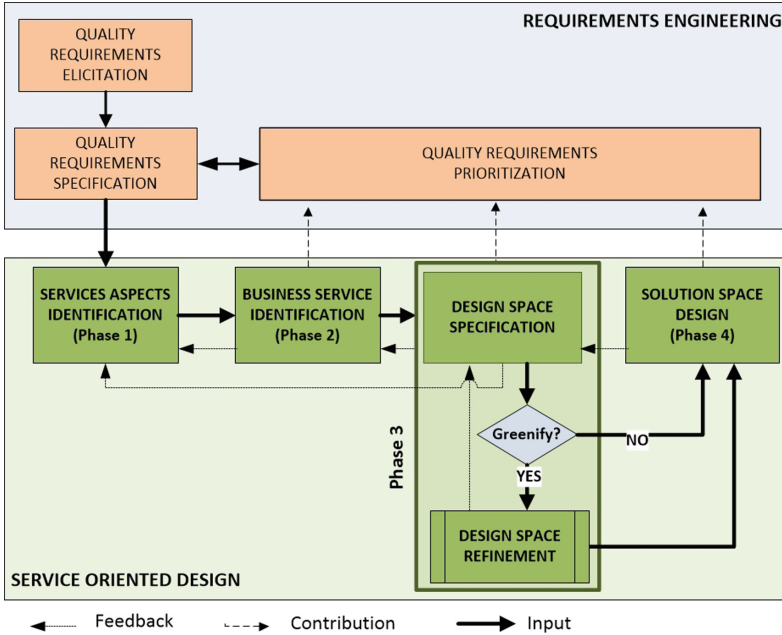 REQUIREMENTS ENGINEERING
QUALITY
REQUIREMENTS
ELICITATION
QUALITY
REQUIREMENTS
SPECIFICATION
QUALITY REQUIREMENTS
PRIORITIZATION
SERVICES ASPECTS
IDENTIFICATION
(Phase 1)
BUSINESS SERVICE
IDENTIFICATION
(Phase 2)
DESIGN SPACE
SPECIFICATION
SOLUTION SPACE
DESIGN
(Phase 4)
Phase 3
Greenify?
NO
YES
DESIGN SPACE
REFINEMENT
SERVICE ORIENTED DESIGN
Feedback
Contribution
Input